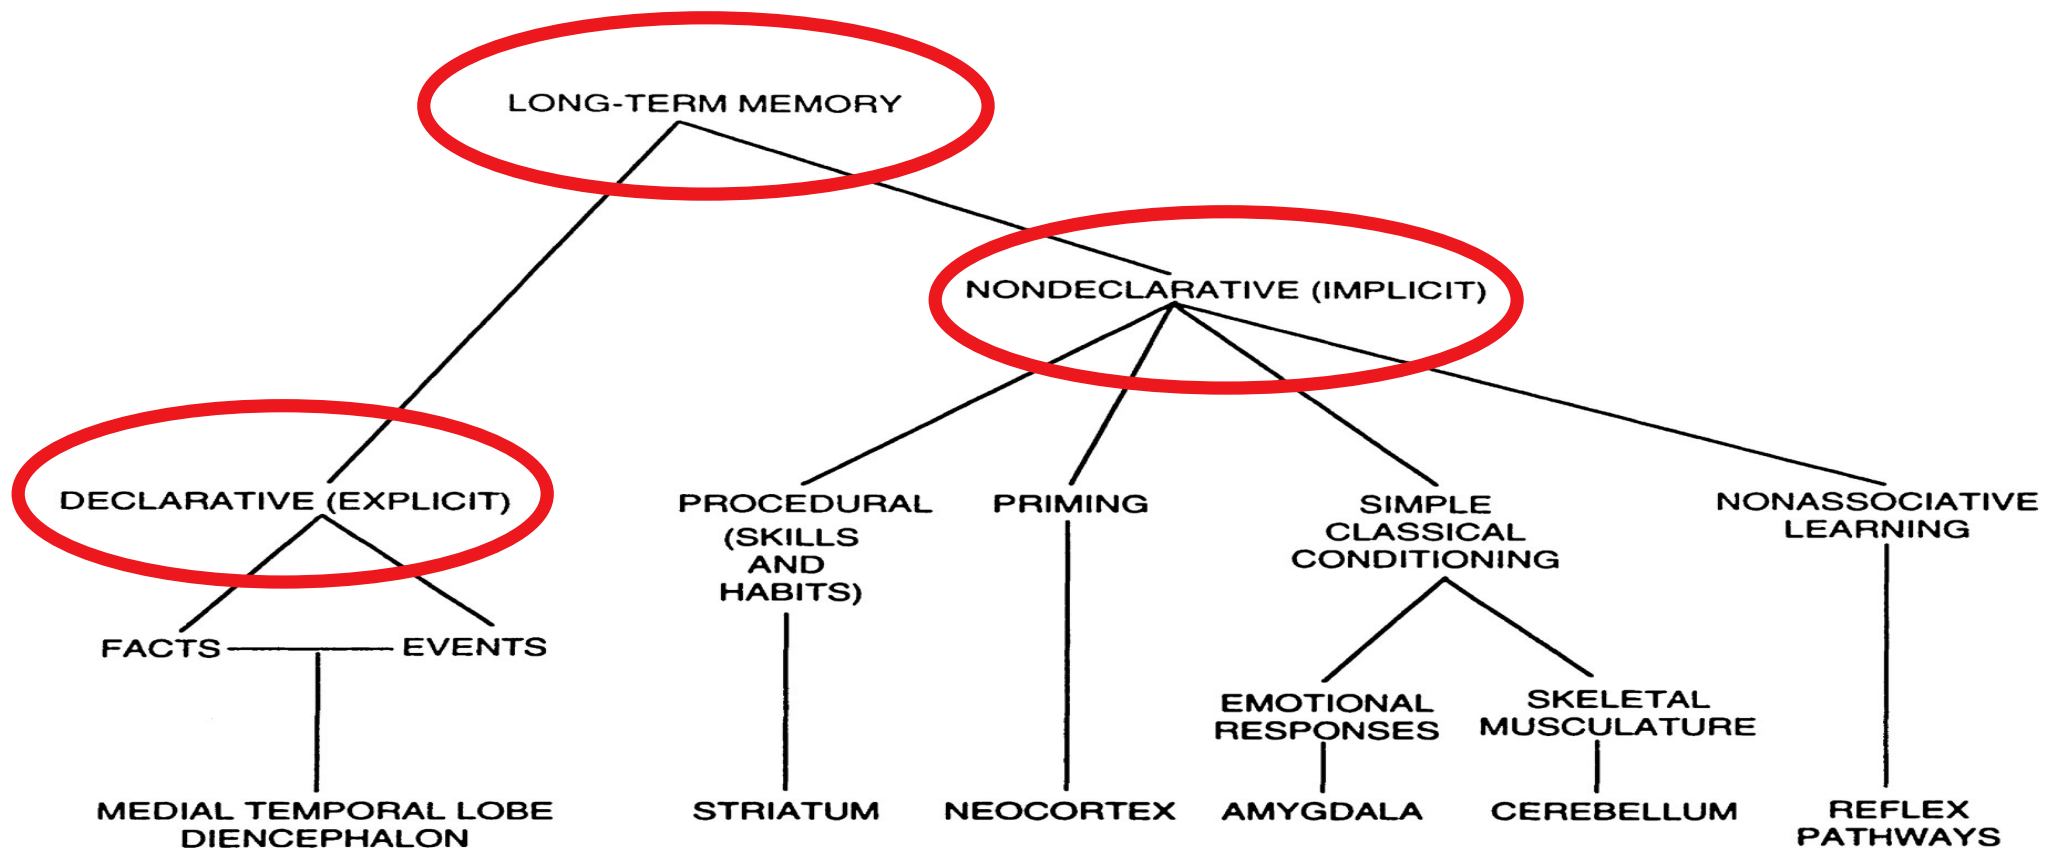 LONG-TERM MEMORY
NONDECLARATIVE (IMPLICIT)
DECLARATIVE (EXPLICIT)
FACTS
EVENTS
MEDIAL TEMPORAL LOBE
DIENCEPHALON
PROCEDURAL
(SKILLS
AND
HABITS)
STRIATUM
PRIMING
NEOCORTEX
SIMPLE
CLASSICAL
CONDITIONING
EMOTIONAL
RESPONSES
AMYGDALA
SKELETAL
MUSCULATURE
CEREBELLUM
NONASSOCIATIVE
LEARNING
REFLEX
PATHWAYS